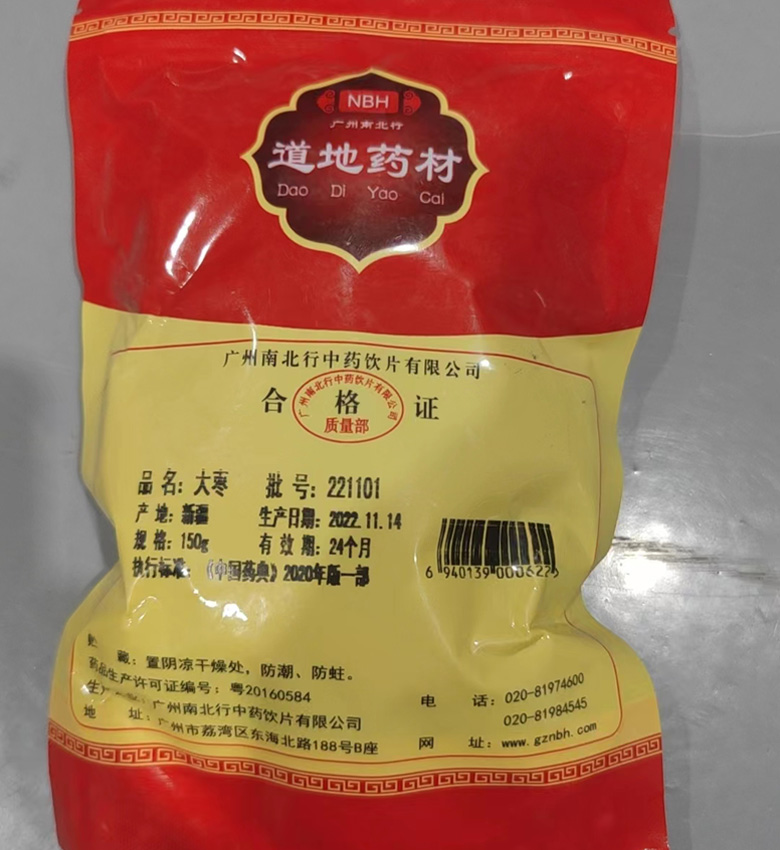 NBH
广州南北行
道地药材
Dao Di Yao Cai
广州南北行中药饮片有限公司
合格证
广州南北行中药饮片有限公司
质量部
品名：大枣 批号：221101
产地：新疆 生产日期：2022.11.14
规格：150g 有效期：24个月
执行标准：《中国药典》2020年版一部
6 940139 000622
藏：置阴凉干燥处，防潮、防蛀。
药品生产许可证编号：粤20160584
生产 广州南北行中药饮片有限公司
地址：广州市荔湾区东海北路188号B座
电话：020-81974600
020-81984545
网址：www.gznbh.com